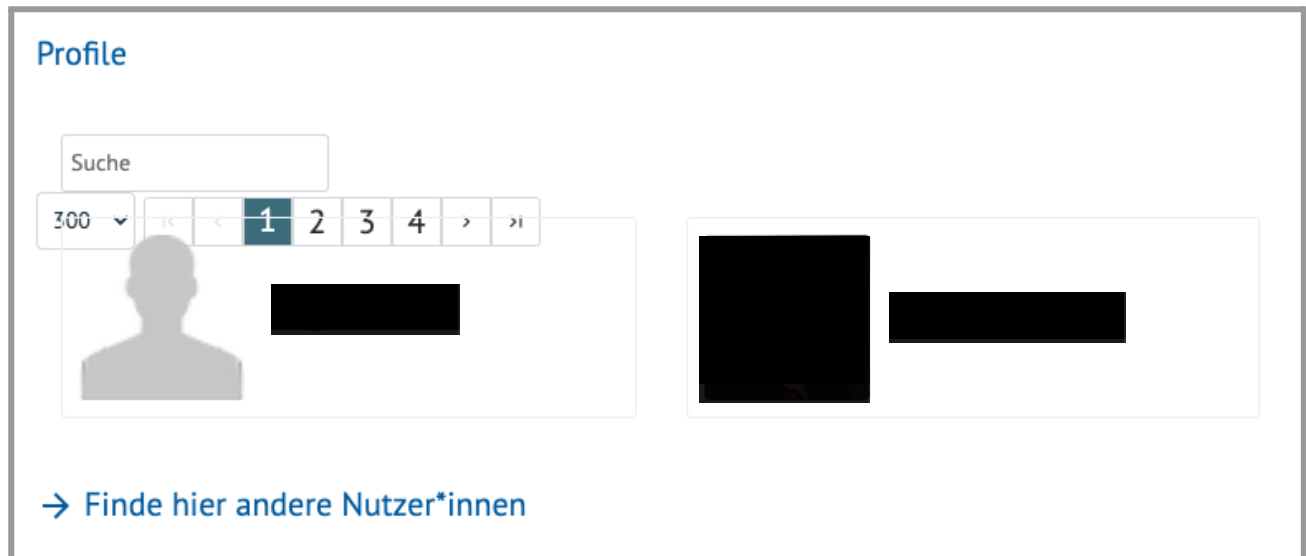 Profile
Suche
300 1 2 3 4 › ›I
→ Finde hier andere Nutzer*innen